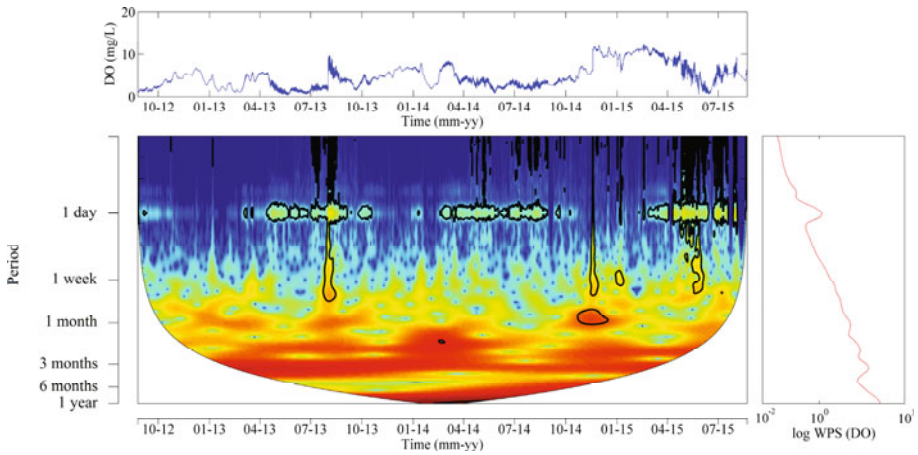 DO (mg/L)
20
10
0
10-12 01-13 04-13 07-13 10-13 01-14 04-14 07-14 10-14 01-15 04-15 07-15
Time (mm-yy)
Period
1 day
1 week
1 month
3 months
6 months
1 year
10-12 01-13 04-13 07-13 10-13 01-14 04-14 07-14 10-14 01-15 04-15 07-15
Time (mm-yy)
10-2 100 101
log WPS (DO)